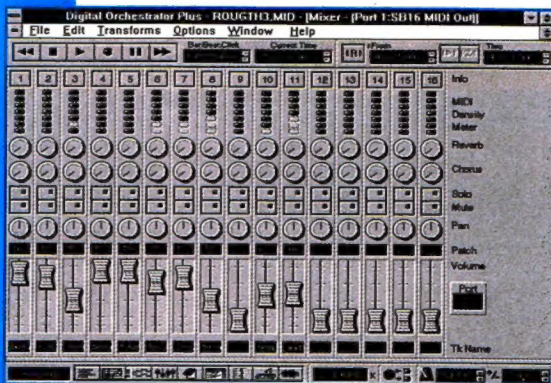 Digital Orchestrator Plus - ROUGTH3.MID - [Mixer - (Port 1:SB16 MIDI Out)]
File Edit Transforms Options Window Help
Bar:Beat:Click Current Time From Thru
1 2 3 4 5 6 7 8 9 10 11 12 13 14 15 16 Info
MIDI
Density
Meter
Reverb
Chorus
Solo
Mute
Pan
Patch
Volume
Port
Tk Name